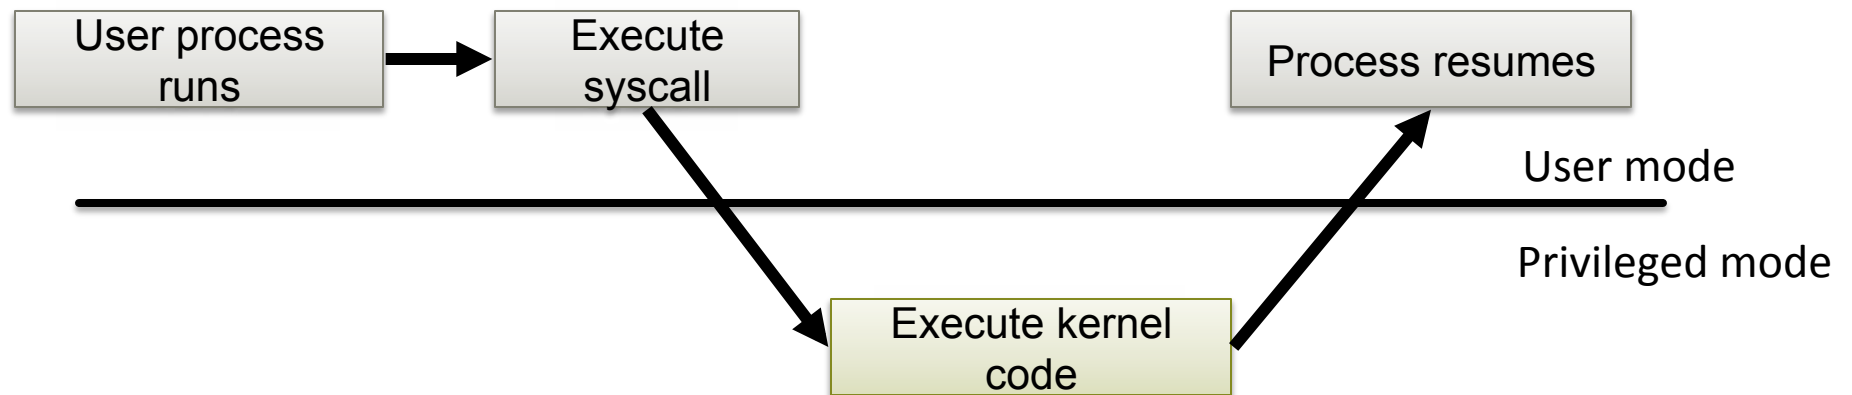 User process
runs
Execute
syscall
Process resumes
User mode
Privileged mode
Execute kernel
code